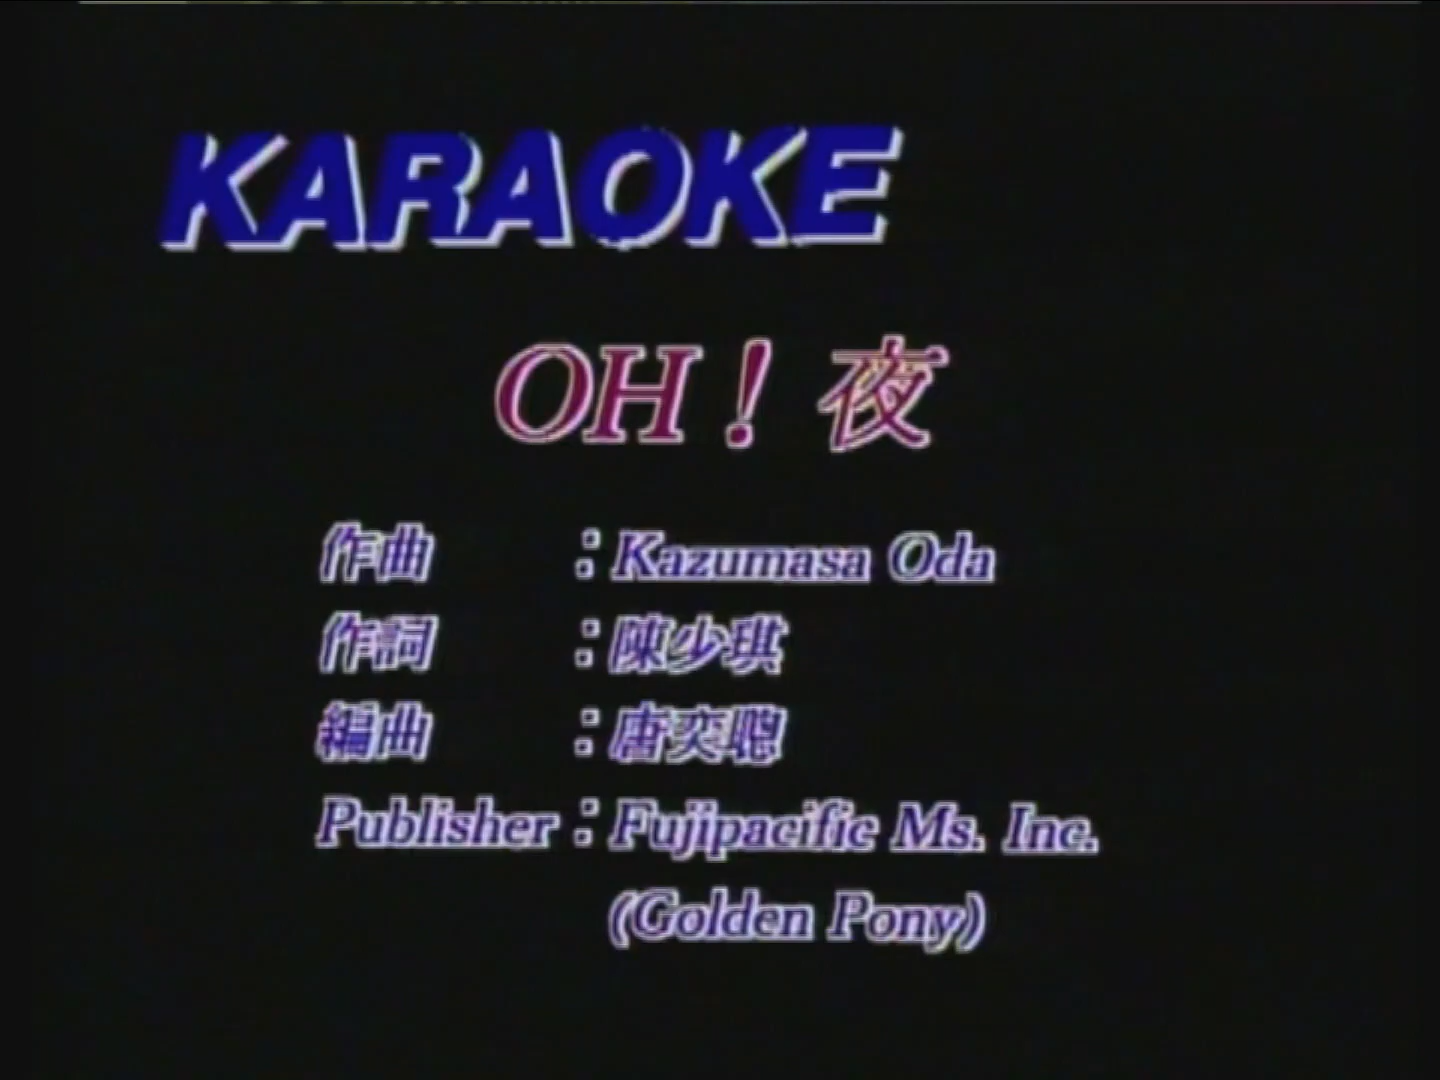 KARAOKE
OH！夜
作曲：Kazumasa Oda
作詞：陳少琪
編曲：唐奕聰
Publisher：Fujipacific Ms. Inc.
(Golden Pony)